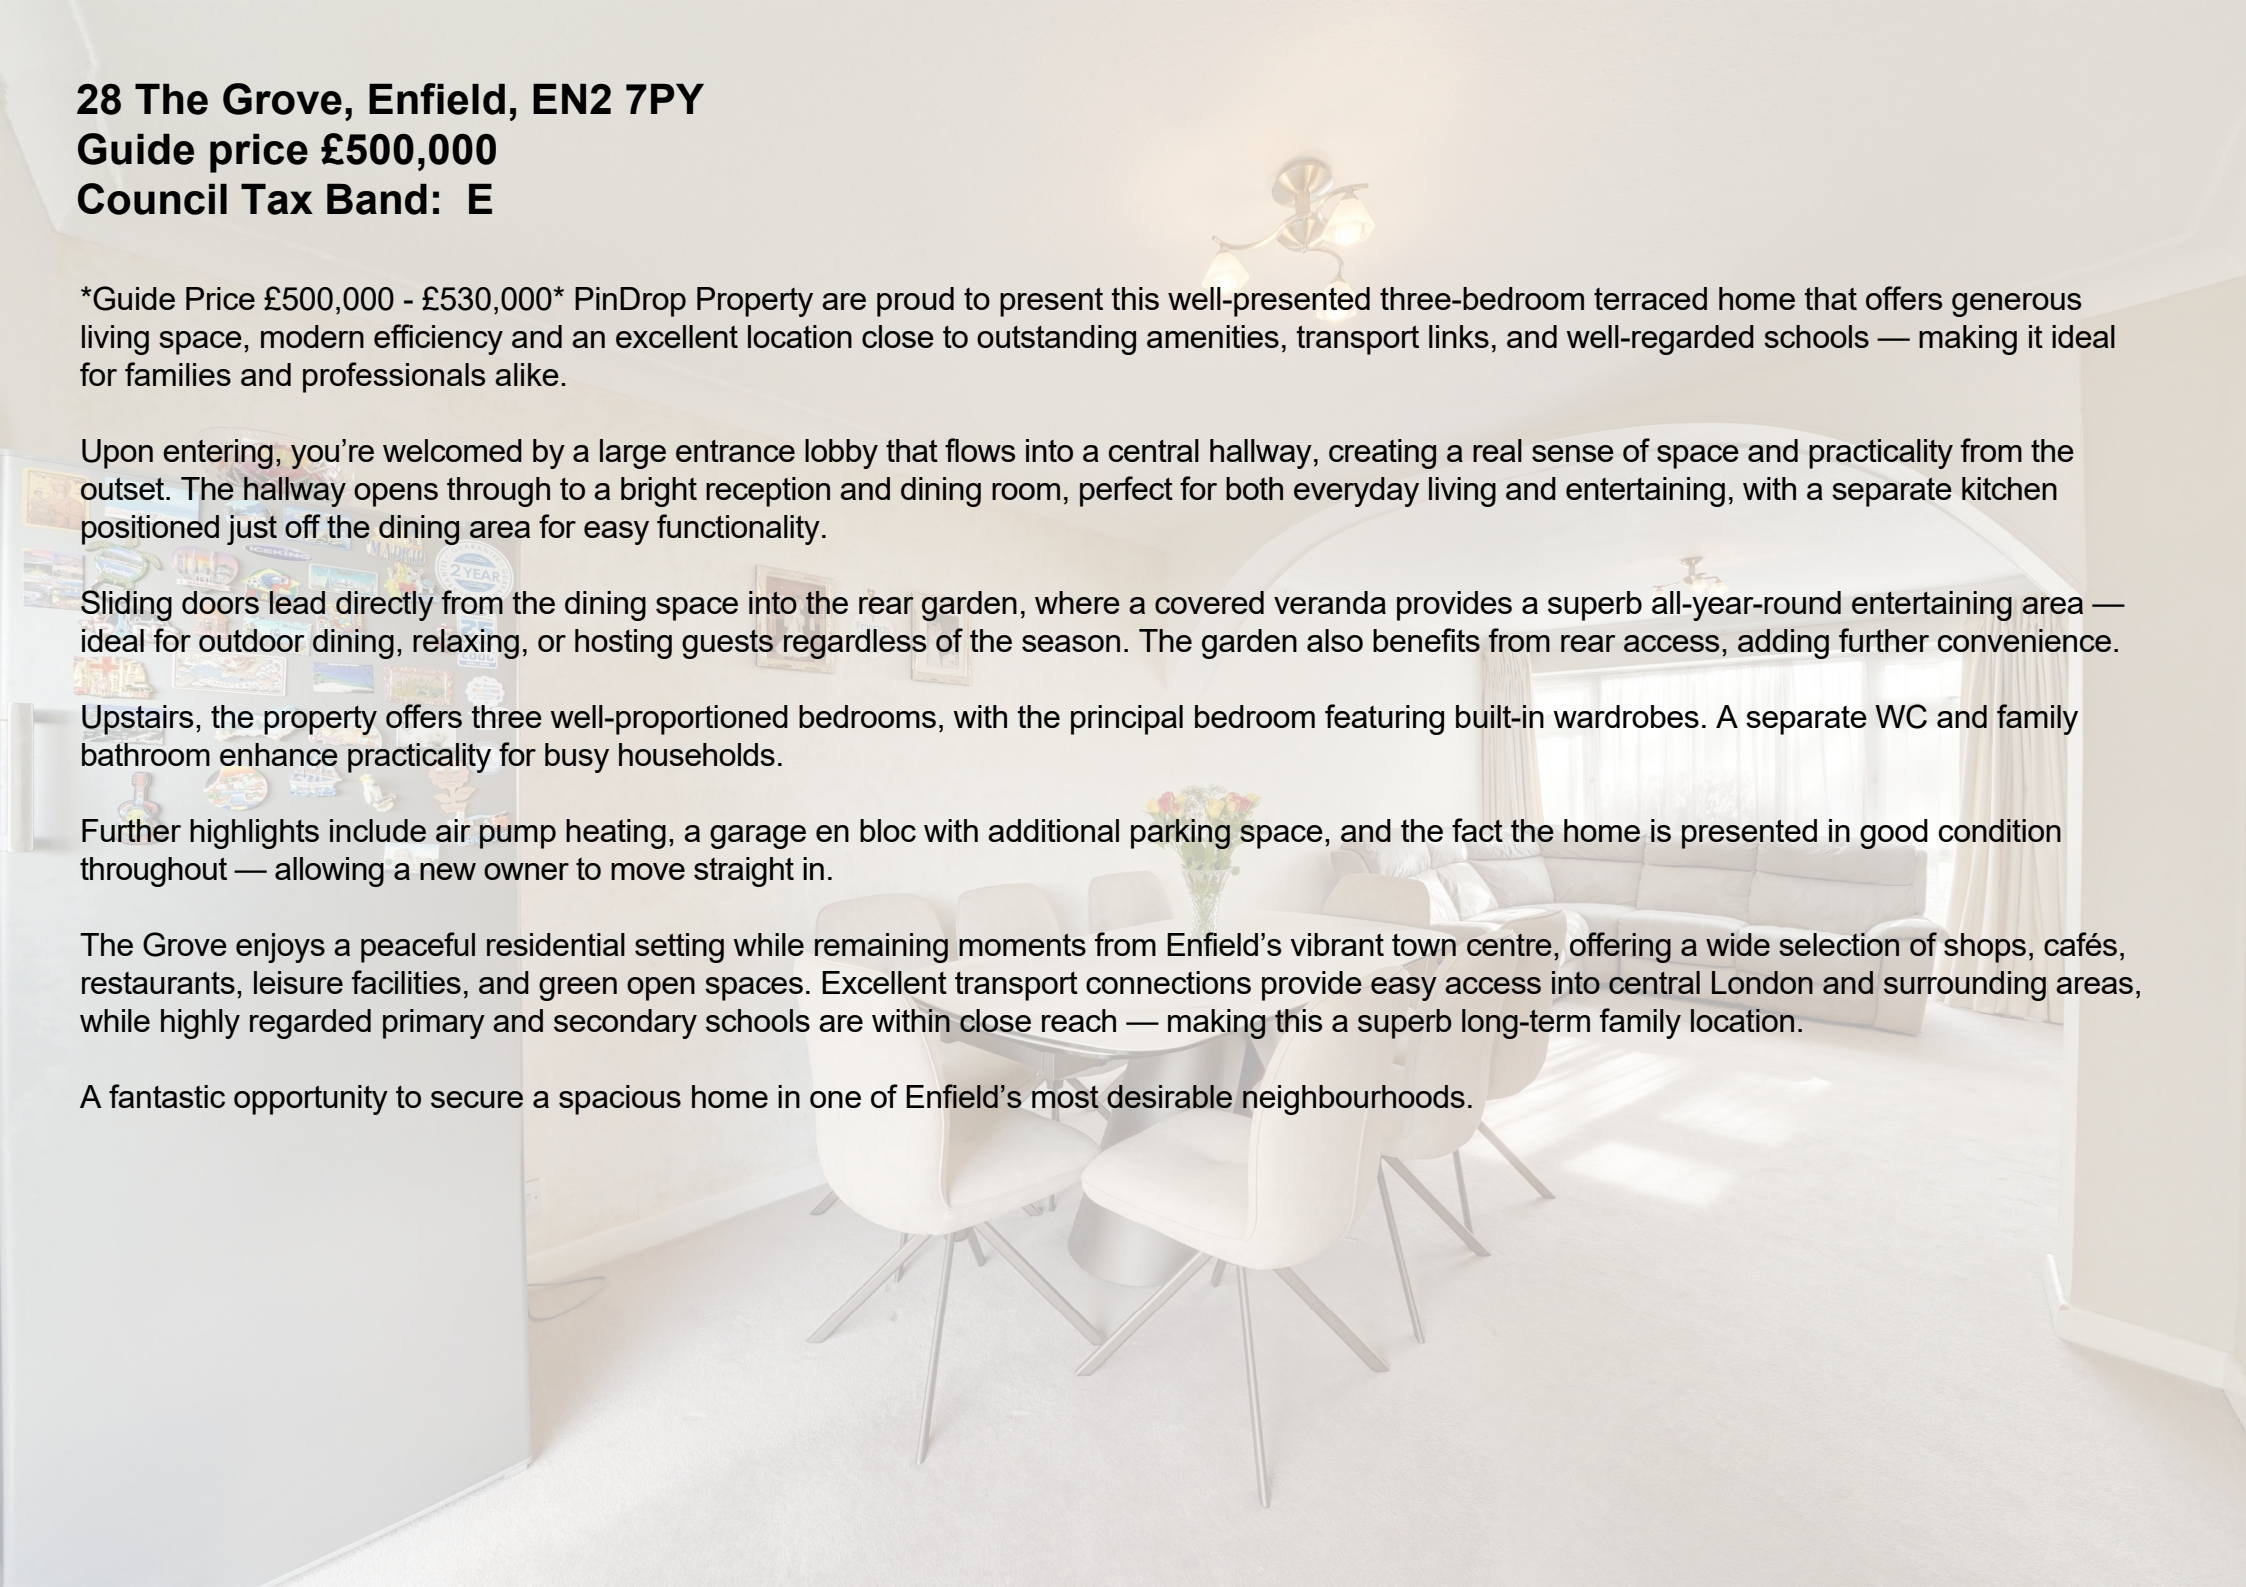 28 The Grove, Enfield, EN2 7PY
Guide price £500,000
Council Tax Band:  E
*Guide Price £500,000 - £530,000* PinDrop Property are proud to present this well-presented three-bedroom terraced home that offers generous
living space, modern efficiency and an excellent location close to outstanding amenities, transport links, and well-regarded schools — making it ideal
for families and professionals alike.
Upon entering, you’re welcomed by a large entrance lobby that flows into a central hallway, creating a real sense of space and practicality from the
outset. The hallway opens through to a bright reception and dining room, perfect for both everyday living and entertaining, with a separate kitchen
positioned just off the dining area for easy functionality.
ICEKING
2 YEAR
Sliding doors lead directly from the dining space into the rear garden, where a covered veranda provides a superb all-year-round entertaining area —
ideal for outdoor dining, relaxing, or hosting guests regardless of the season. The garden also benefits from rear access, adding further convenience.
Upstairs, the property offers three well-proportioned bedrooms, with the principal bedroom featuring built-in wardrobes. A separate WC and family
bathroom enhance practicality for busy households.
Further highlights include air pump heating, a garage en bloc with additional parking space, and the fact the home is presented in good condition
throughout — allowing a new owner to move straight in.
The Grove enjoys a peaceful residential setting while remaining moments from Enfield’s vibrant town centre, offering a wide selection of shops, cafés,
restaurants, leisure facilities, and green open spaces. Excellent transport connections provide easy access into central London and surrounding areas,
while highly regarded primary and secondary schools are within close reach — making this a superb long-term family location.
A fantastic opportunity to secure a spacious home in one of Enfield’s most desirable neighbourhoods.